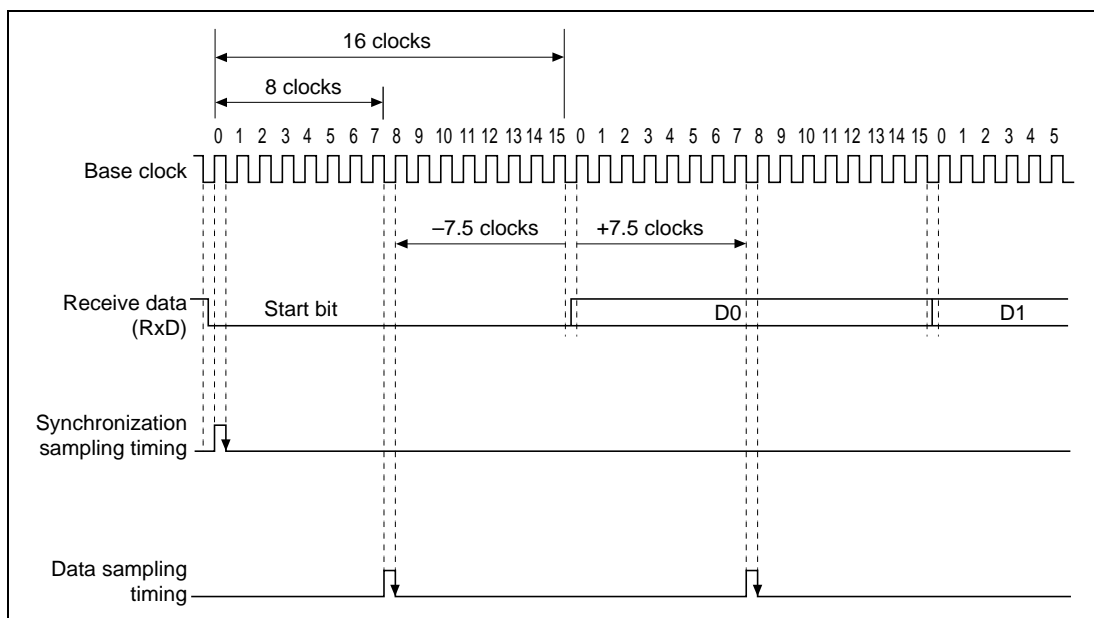 16 clocks
8 clocks
0 1 2 3 4 5 6 7 8 9 10 11 12 13 14 15 0 1 2 3 4 5 6 7 8 9 10 11 12 13 14 15 0 1 2 3 4 5
Base clock
–7.5 clocks +7.5 clocks
Receive data
(RxD)
Start bit D0 D1
Synchronization
sampling timing
Data sampling
timing